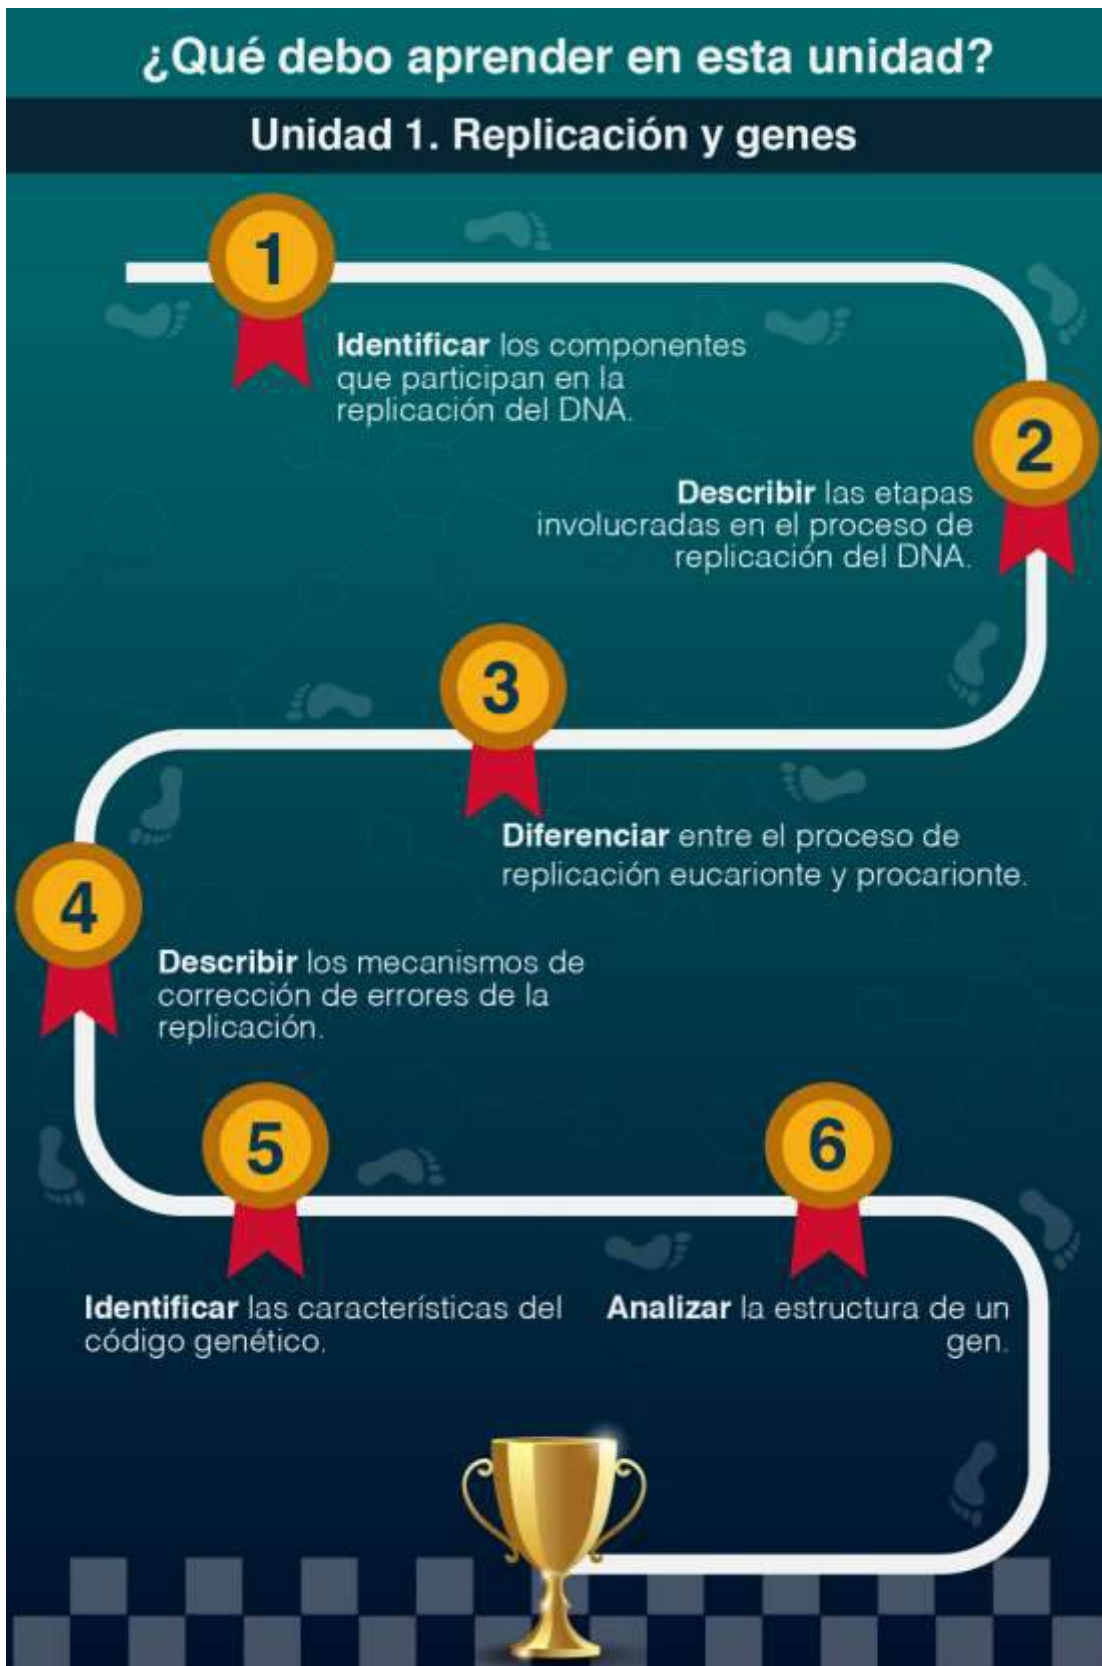 ¿Qué debo aprender en esta unidad?
Unidad 1. Replicación y genes
1
Identificar los componentes
que participan en la
replicación del DNA.
2
Describir las etapas
involucradas en el proceso de
replicación del DNA.
3
Diferenciar entre el proceso de
replicación eucarionte y procarionte.
4
Describir los mecanismos de
corrección de errores de la
replicación.
5
Identificar las características del
código genético.
6
Analizar la estructura de un
gen.